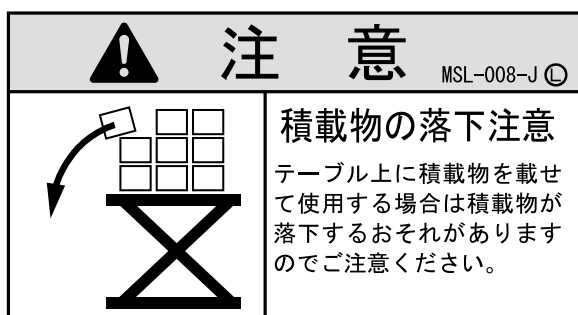 注 意
MSL-008-J Ⓛ
積載物の落下注意
テーブル上に積載物を載せ
て使用する場合は積載物が
落下するおそれがあります
のでご注意ください。